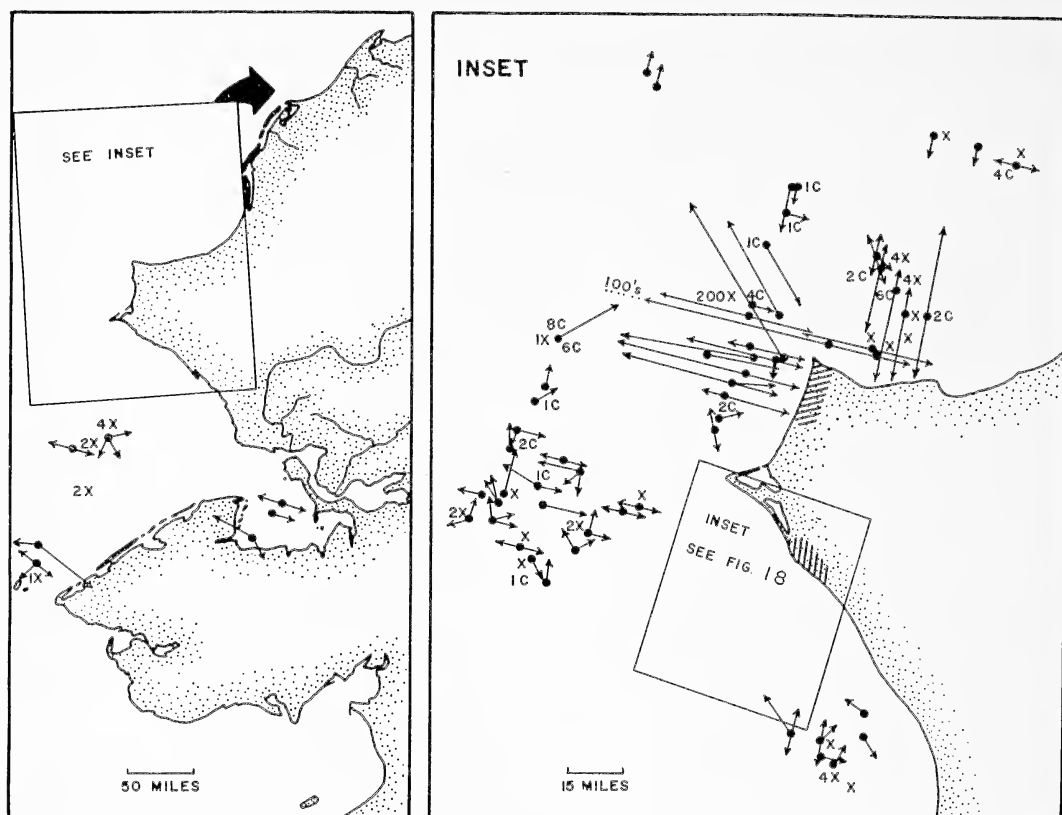 SEE INSET
4X
2X
2X
1X
50 MILES
INSET
X
X
4C
1C
1C
1C
4X
2C
4X
6C
100's
200X
4C
X
2C
8C
1X
6C
X
X
X
1C
2C
2C
1C
X
X
2X
2X
X
X
1C
INSET
SEE FIG. 18
X
4X
X
15 MILES